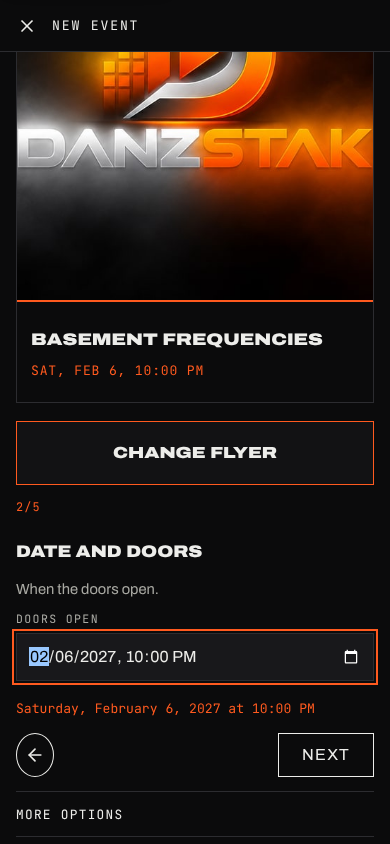 NEW EVENT
DANZSTAK
BASEMENT FREQUENCIES
SAT, FEB 6, 10:00 PM
CHANGE FLYER
2/5
DATE AND DOORS
When the doors open.
DOORS OPEN
02/06/2027, 10:00 PM
Saturday, February 6, 2027 at 10:00 PM
NEXT
MORE OPTIONS